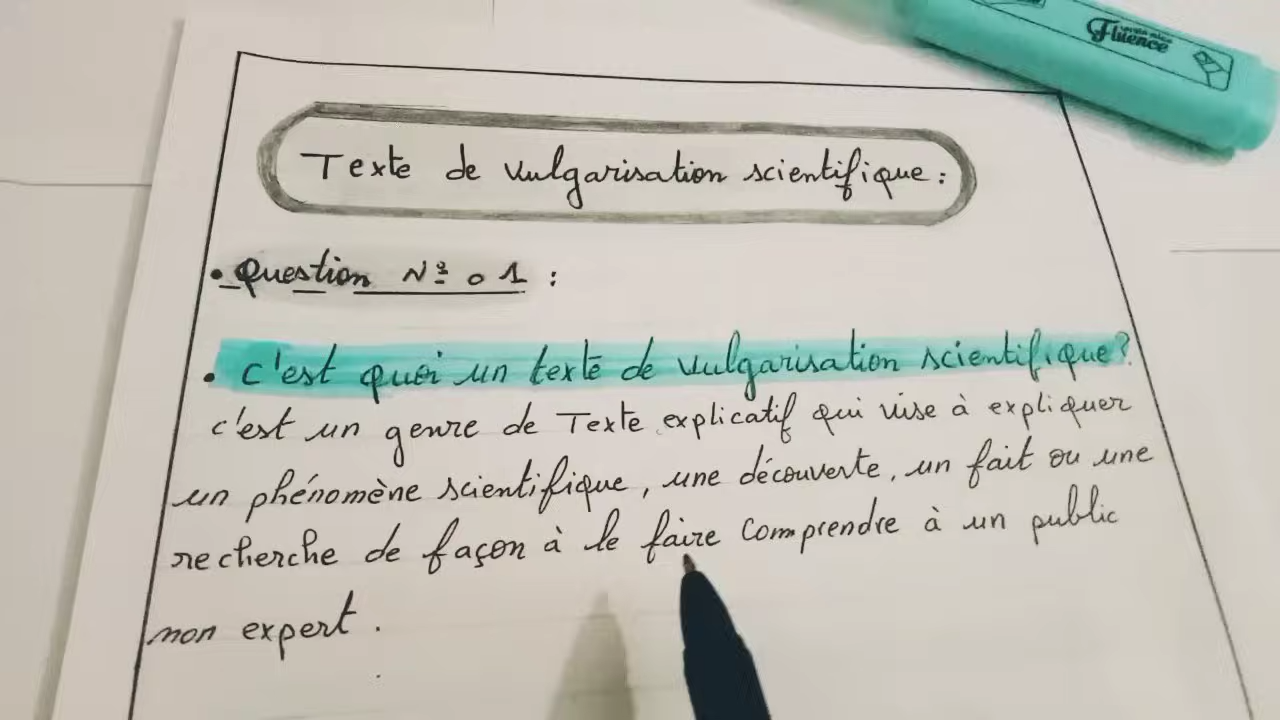 Fluence
Texte de vulgarisation scientifique :
• Question N° 01 :
• c'est quoi un texte de vulgarisation scientifique ?
c'est un genre de Texte explicatif qui vise à expliquer
un phénomène scientifique, une découverte, un fait ou une
recherche de façon à le faire comprendre à un public
non expert.